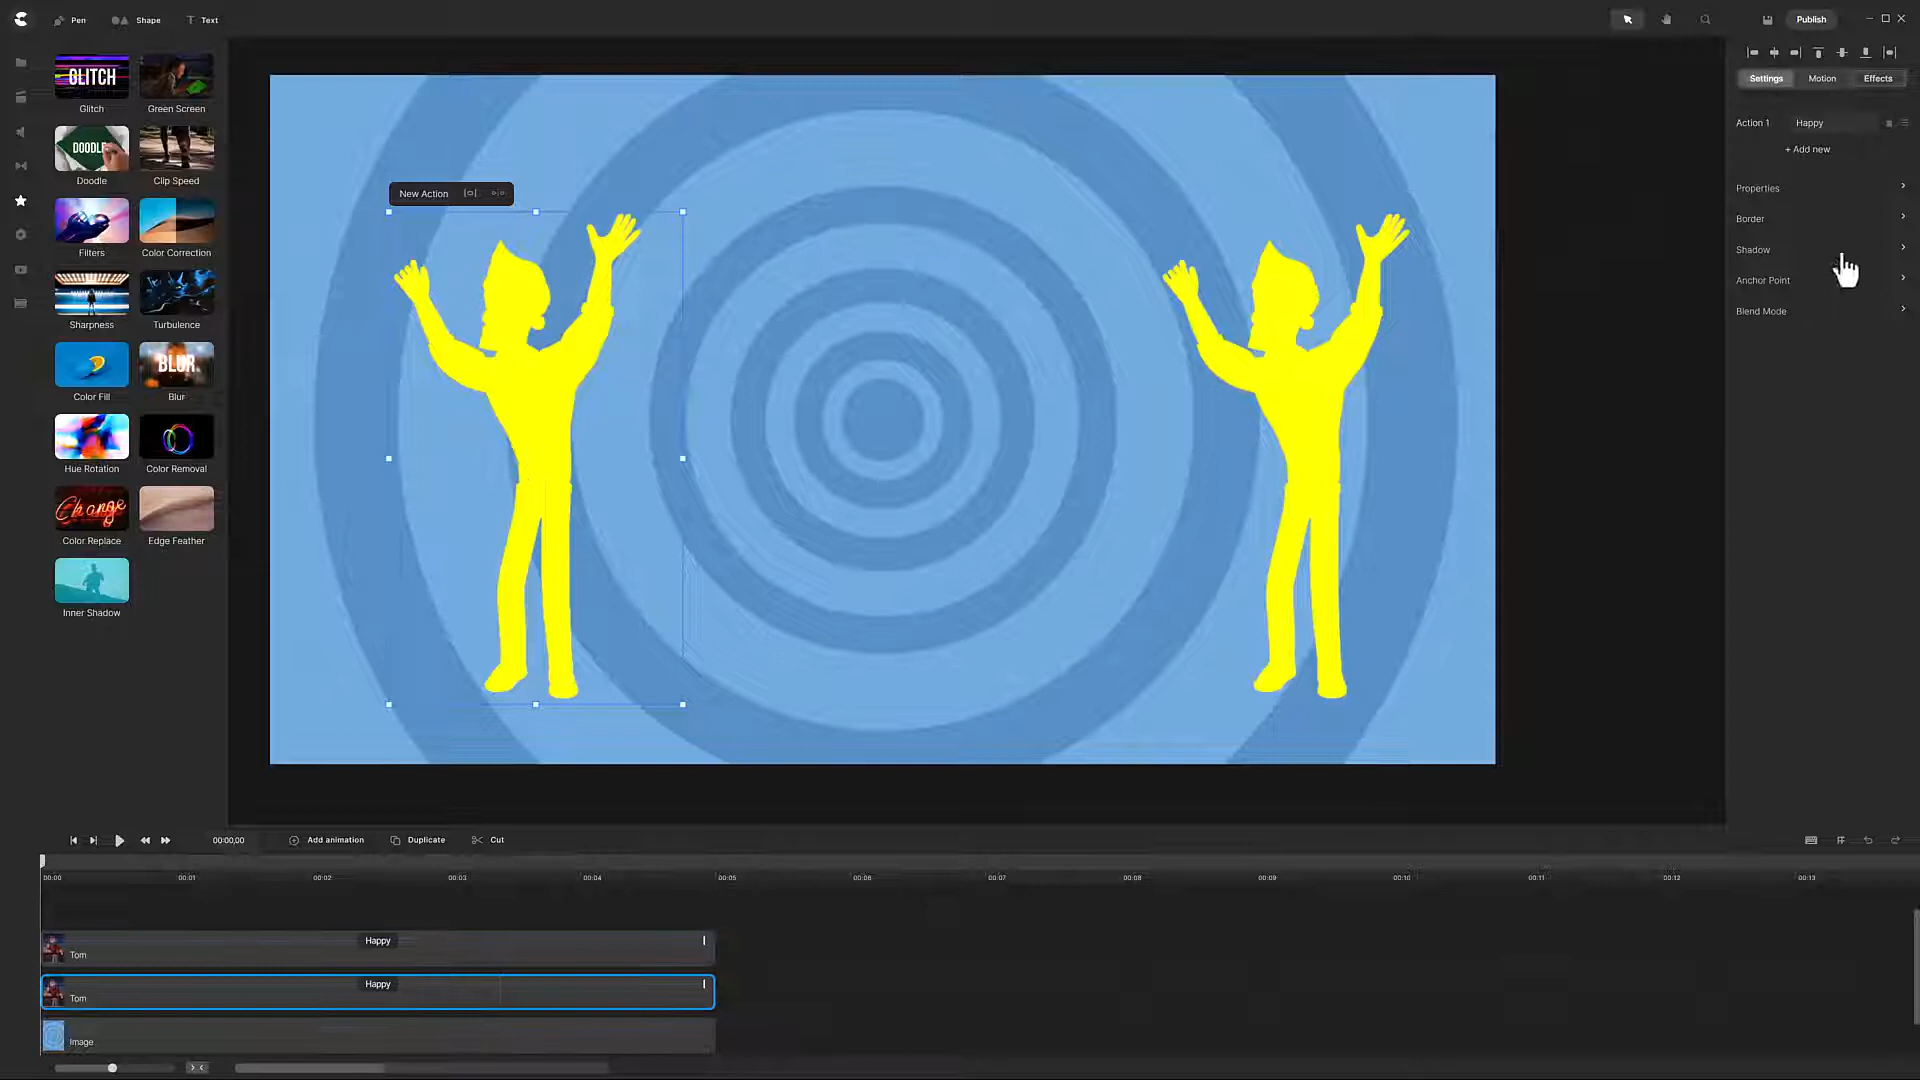 Pen Shape Text Publish
GLITCH
Glitch Green Screen
DOODLE
Doodle Clip Speed
Filters Color Correction
Sharpness Turbulence
BLUR.
Color Fill Blur
Hue Rotation Color Removal
Change
Color Replace Edge Feather
Inner Shadow
New Action
Settings Motion Effects
Action 1 Happy
+ Add new
Properties
Border
Shadow
Anchor Point
Blend Mode
00:00,00 Add animation Duplicate Cut
00:00 00:01 00:02 00:03 00:04 00:05 00:06 00:07 00:08 00:09 00:10 00:11 00:12 00:13
Happy
Tom
Happy
Tom
Image